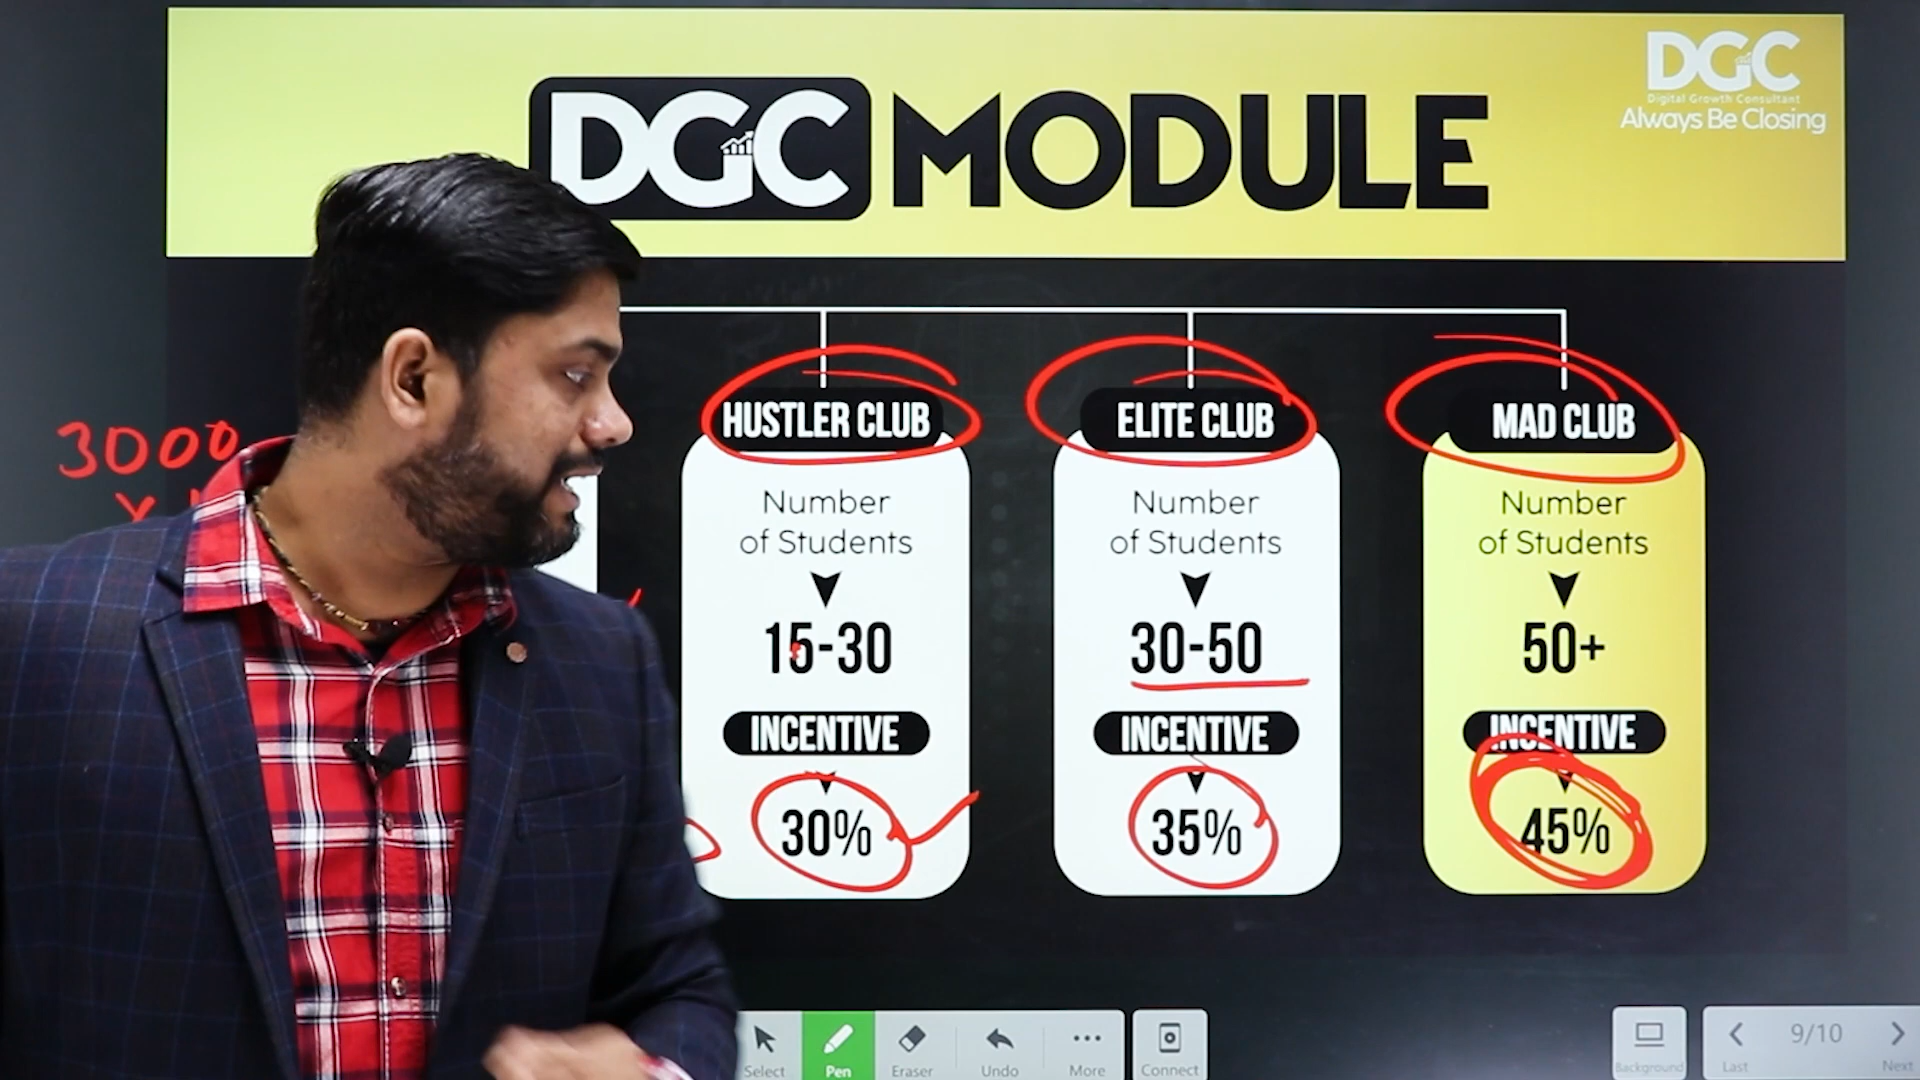 DGC MODULE
DGC
Digital Growth Consultant
Always Be Closing
3000
X
HUSTLER CLUB
Number
of Students
15-30
INCENTIVE
30%
ELITE CLUB
Number
of Students
30-50
INCENTIVE
35%
MAD CLUB
Number
of Students
50+
INCENTIVE
45%
Select
Pen
Eraser
Undo
More
Connect
Background
Last
9/10
Next